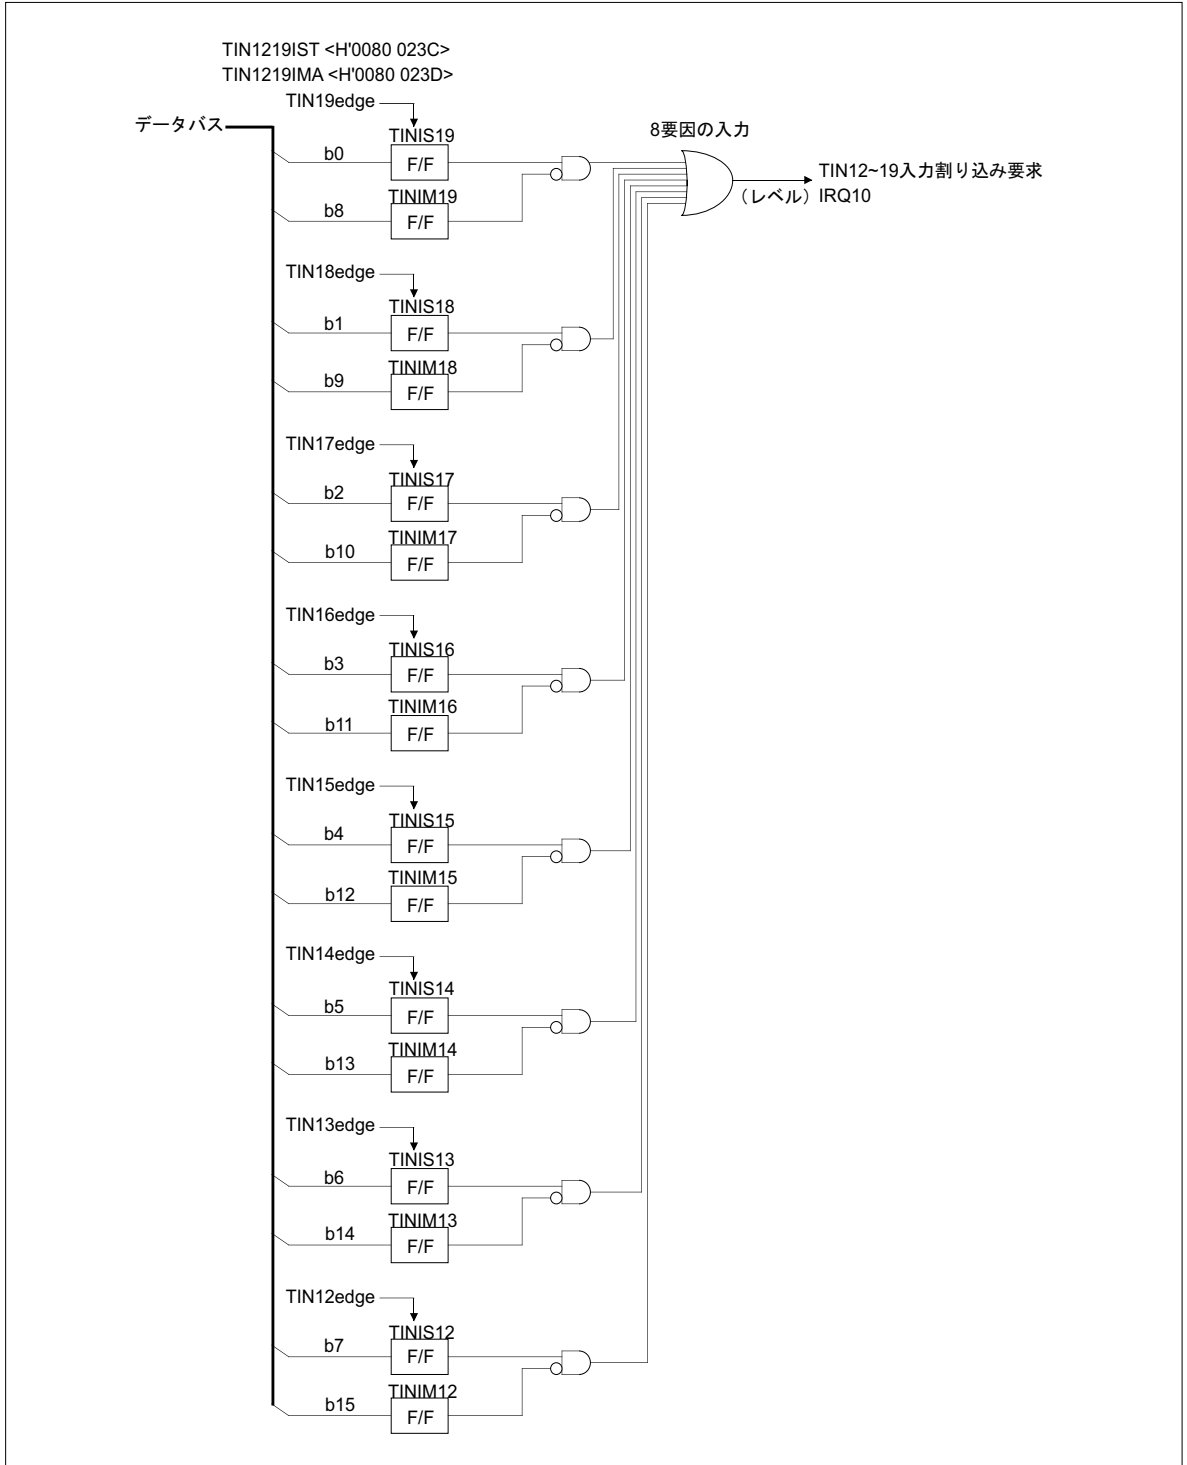 TIN1219IST <H'0080 023C>
TIN1219IMA <H'0080 023D>
TIN19edge
データバス
TINIS19
8要因の入力
b0
F/F
TIN12~19入力割り込み要求
TINIM19
(レベル) IRQ10
b8
F/F
TIN18edge
TINIS18
b1
F/F
TINIM18
b9
F/F
TIN17edge
TINIS17
b2
F/F
TINIM17
b10
F/F
TIN16edge
TINIS16
b3
F/F
TINIM16
b11
F/F
TIN15edge
TINIS15
b4
F/F
TINIM15
b12
F/F
TIN14edge
TINIS14
b5
F/F
TINIM14
b13
F/F
TIN13edge
TINIS13
b6
F/F
TINIM13
b14
F/F
TIN12edge
TINIS12
b7
F/F
TINIM12
b15
F/F